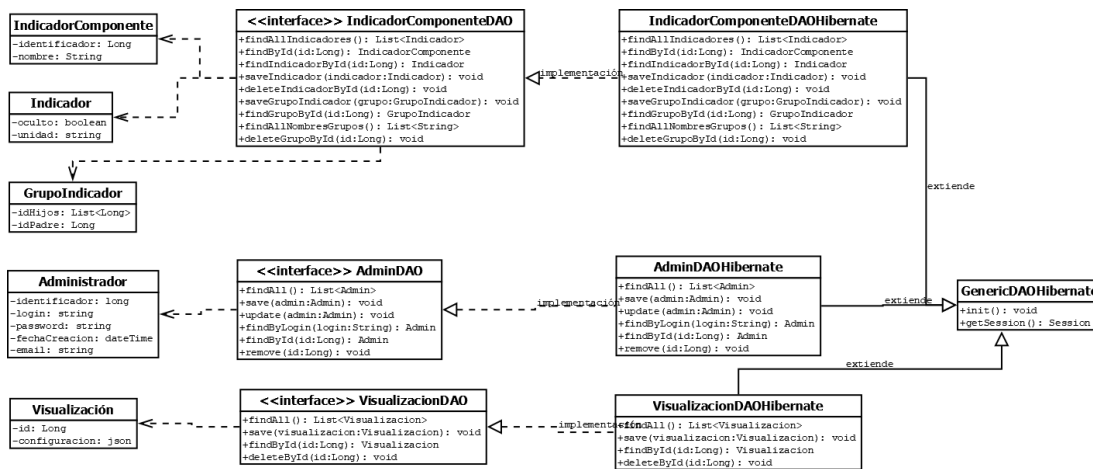 IndicadorComponente
-identificador: Long
-nombre: String
Indicador
-oculto: boolean
-unidad: string
GrupoIndicador
-idHijos: List<Long>
-idPadre: Long
<<interface>> IndicadorComponenteDAO
+findAllIndicadores(): List<Indicador>
+findById(id:Long): IndicadorComponente
+findIndicadorById(id:Long): Indicador
+saveIndicador(indicador:Indicador): void
+deleteIndicadorById(id:Long): void
+saveGrupoIndicador(grupo:GrupoIndicador): void
+findGrupoById(id:Long): GrupoIndicador
+findAllNombresGrupos(): List<String>
+deleteGrupoById(id:Long): void
implementación
IndicadorComponenteDAOHibernate
+findAllIndicadores(): List<Indicador>
+findById(id:Long): IndicadorComponente
+findIndicadorById(id:Long): Indicador
+saveIndicador(indicador:Indicador): void
+deleteIndicadorById(id:Long): void
+saveGrupoIndicador(grupo:GrupoIndicador): void
+findGrupoById(id:Long): GrupoIndicador
+findAllNombresGrupos(): List<String>
+deleteGrupoById(id:Long): void
extiende
Administrador
-identificador: long
-login: string
-password: string
-fechaCreacion: dateTime
-email: string
<<interface>> AdminDAO
+findAll(): List<Admin>
+save(admin:Admin): void
+update(admin:Admin): void
+findByLogin(login:String): Admin
+findById(id:Long): Admin
+remove(id:Long): void
implementación
AdminDAOHibernate
+findAll(): List<Admin>
+save(admin:Admin): void
+update(admin:Admin): void
+findByLogin(login:String): Admin
+findById(id:Long): Admin
+remove(id:Long): void
extiende
GenericDAOHibernate
+init(): void
+getSession(): Session
extiende
Visualización
-id: Long
-configuracion: json
<<interface>> VisualizacionDAO
+findAll(): List<Visualizacion>
+save(visualizacion:Visualizacion): void
+findById(id:Long): Visualizacion
+deleteById(id:Long): void
implementación
VisualizacionDAOHibernate
+findAll(): List<Visualizacion>
+save(visualizacion:Visualizacion): void
+findById(id:Long): Visualizacion
+deleteById(id:Long): void